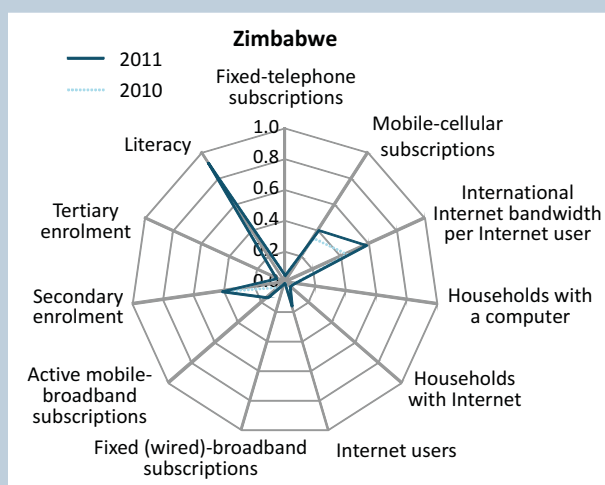 Zimbabwe
2011
2010
Fixed-telephone
subscriptions
Mobile-cellular
subscriptions
International
Internet bandwidth
per Internet user
Households with
a computer
Households
with Internet
Internet users
Fixed (wired)-broadband
subscriptions
Active mobile-
broadband
subscriptions
Secondary
enrolment
Tertiary
enrolment
Literacy
1.0
0.8
0.6
0.4
0.2
0.0